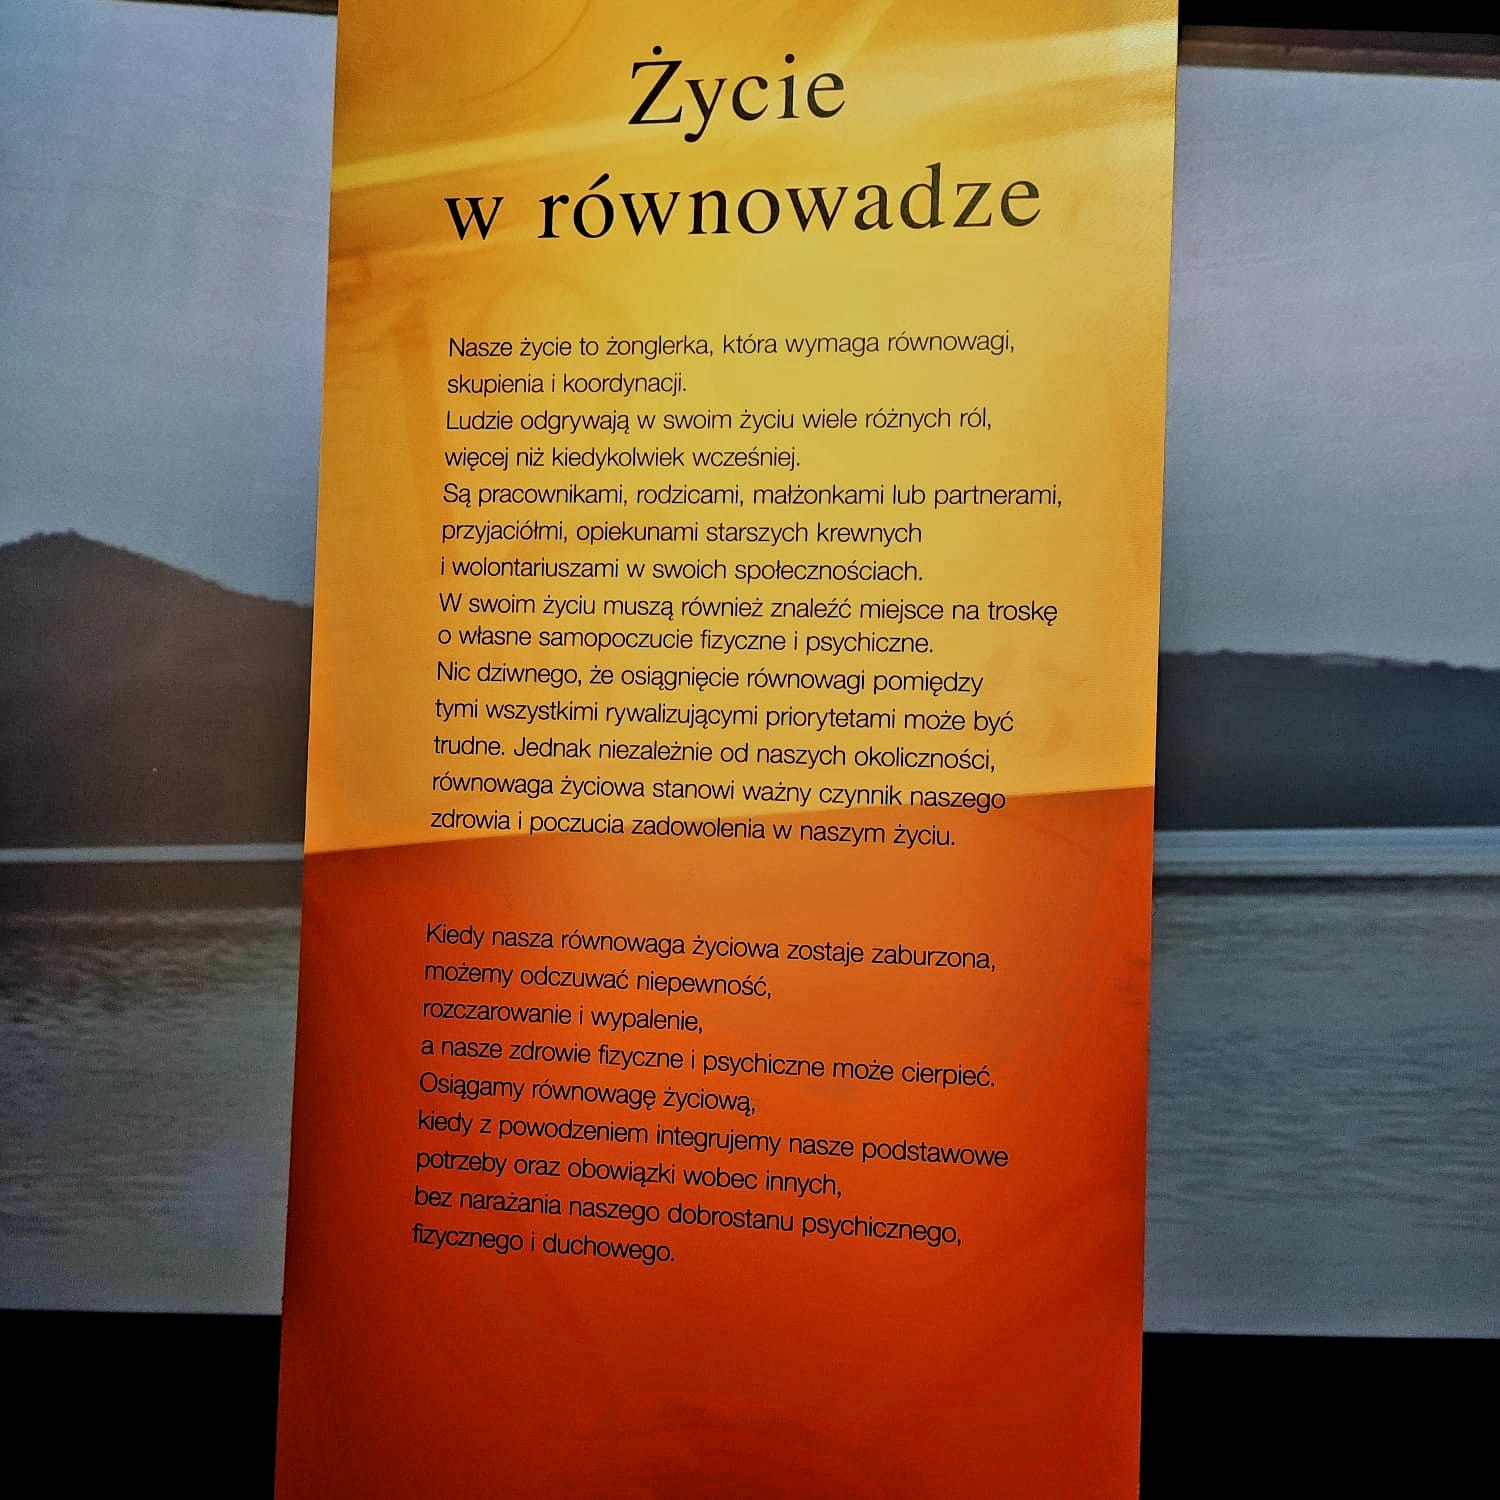 Życie
w równowadze
Nasze życie to żonglerka, która wymaga równowagi,
skupienia i koordynacji.
Ludzie odgrywają w swoim życiu wiele różnych ról,
więcej niż kiedykolwiek wcześniej.
Są pracownikami, rodzicami, małżonkami lub partnerami,
przyjaciółmi, opiekunami starszych krewnych
i wolontariuszami w swoich społecznościach.
W swoim życiu muszą również znaleźć miejsce na troskę
o własne samopoczucie fizyczne i psychiczne.
Nic dziwnego, że osiągnięcie równowagi pomiędzy
tymi wszystkimi rywalizującymi priorytetami może być
trudne. Jednak niezależnie od naszych okoliczności,
równowaga życiowa stanowi ważny czynnik naszego
zdrowia i poczucia zadowolenia w naszym życiu.
Kiedy nasza równowaga życiowa zostaje zaburzona,
możemy odczuwać niepewność,
rozczarowanie i wypalenie,
a nasze zdrowie fizyczne i psychiczne może cierpieć.
Osiągamy równowagę życiową,
kiedy z powodzeniem integrujemy nasze podstawowe
potrzeby oraz obowiązki wobec innych,
bez narażania naszego dobrostanu psychicznego,
fizycznego i duchowego.